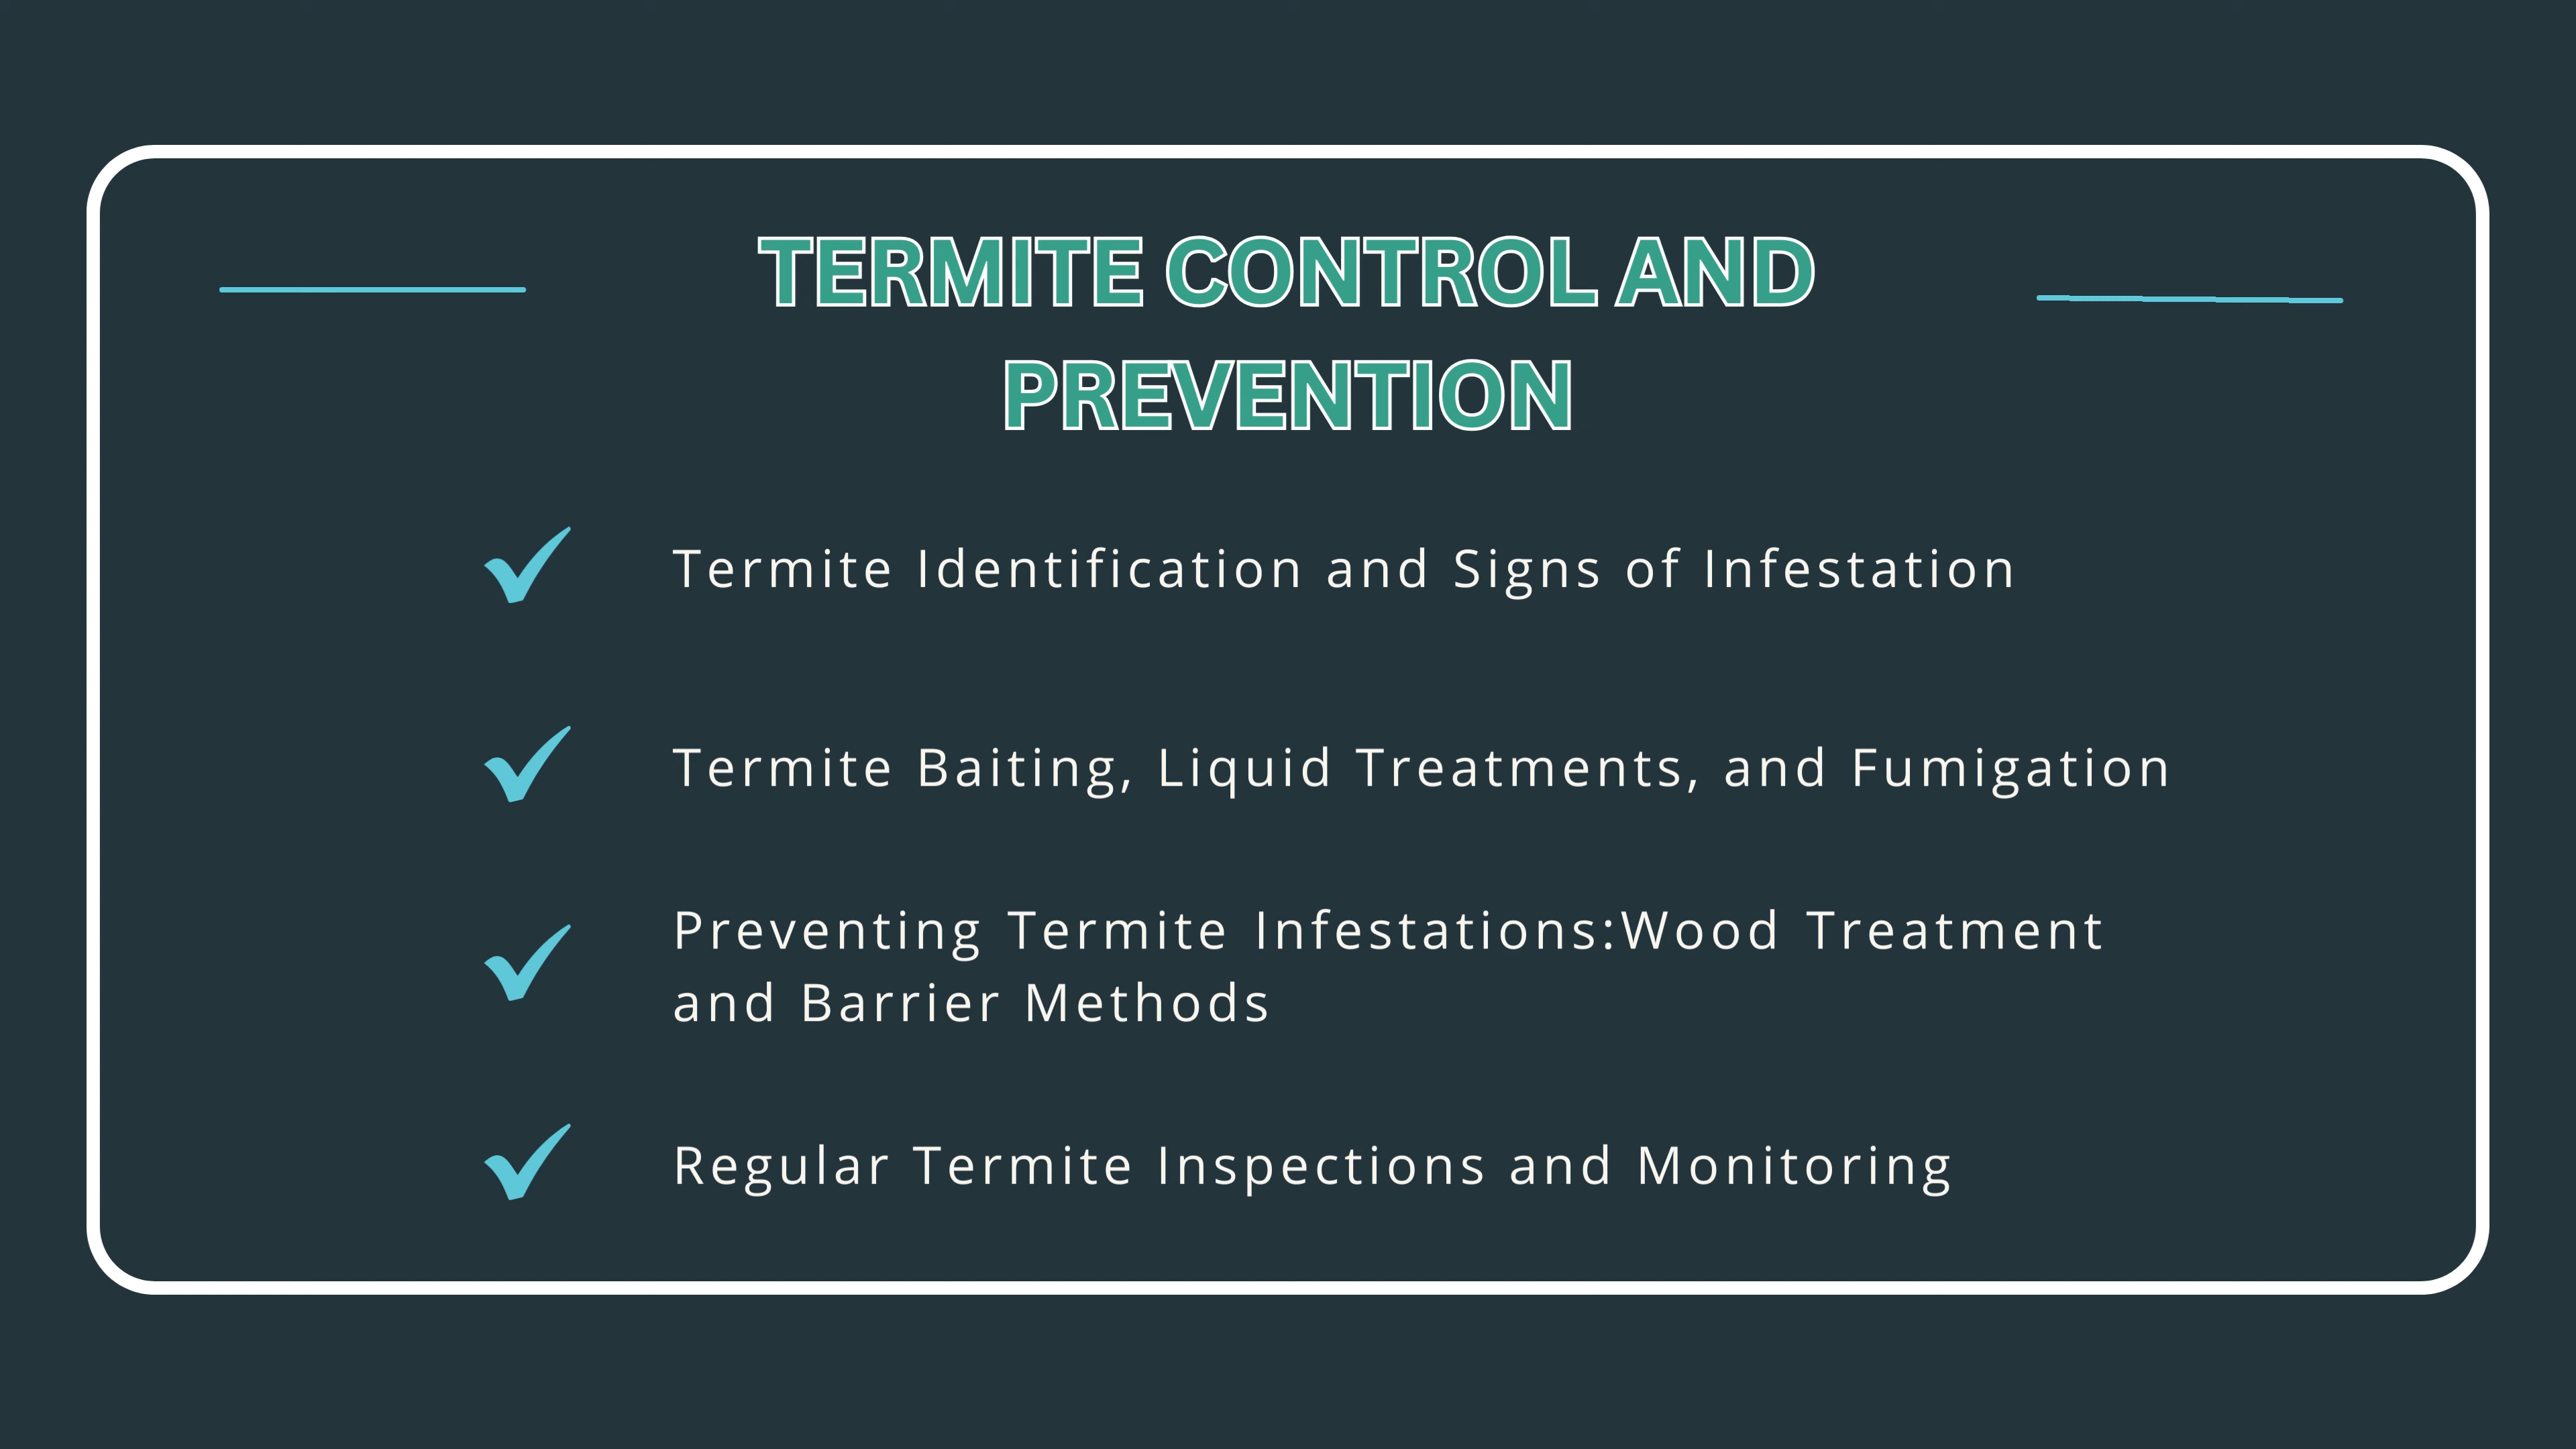 TERMITE CONTROL AND
PREVENTION
Termite Identification and Signs of Infestation
Termite Baiting, Liquid Treatments, and Fumigation
Preventing Termite Infestations:Wood Treatment
and Barrier Methods
Regular Termite Inspections and Monitoring